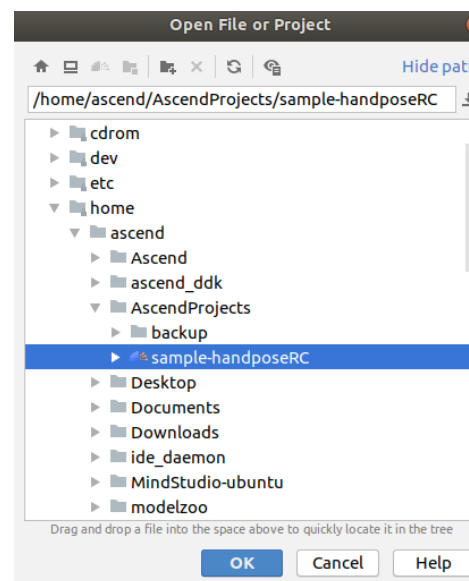 Open File or Project
Hide pat
/home/ascend/AscendProjects/sample-handposeRC
cdrom
dev
etc
home
ascend
Ascend
ascend_ddk
AscendProjects
backup
sample-handposeRC
Desktop
Documents
Downloads
ide_daemon
MindStudio-ubuntu
modelzoo
Drag and drop a file into the space above to quickly locate it in the tree
OK Cancel Help